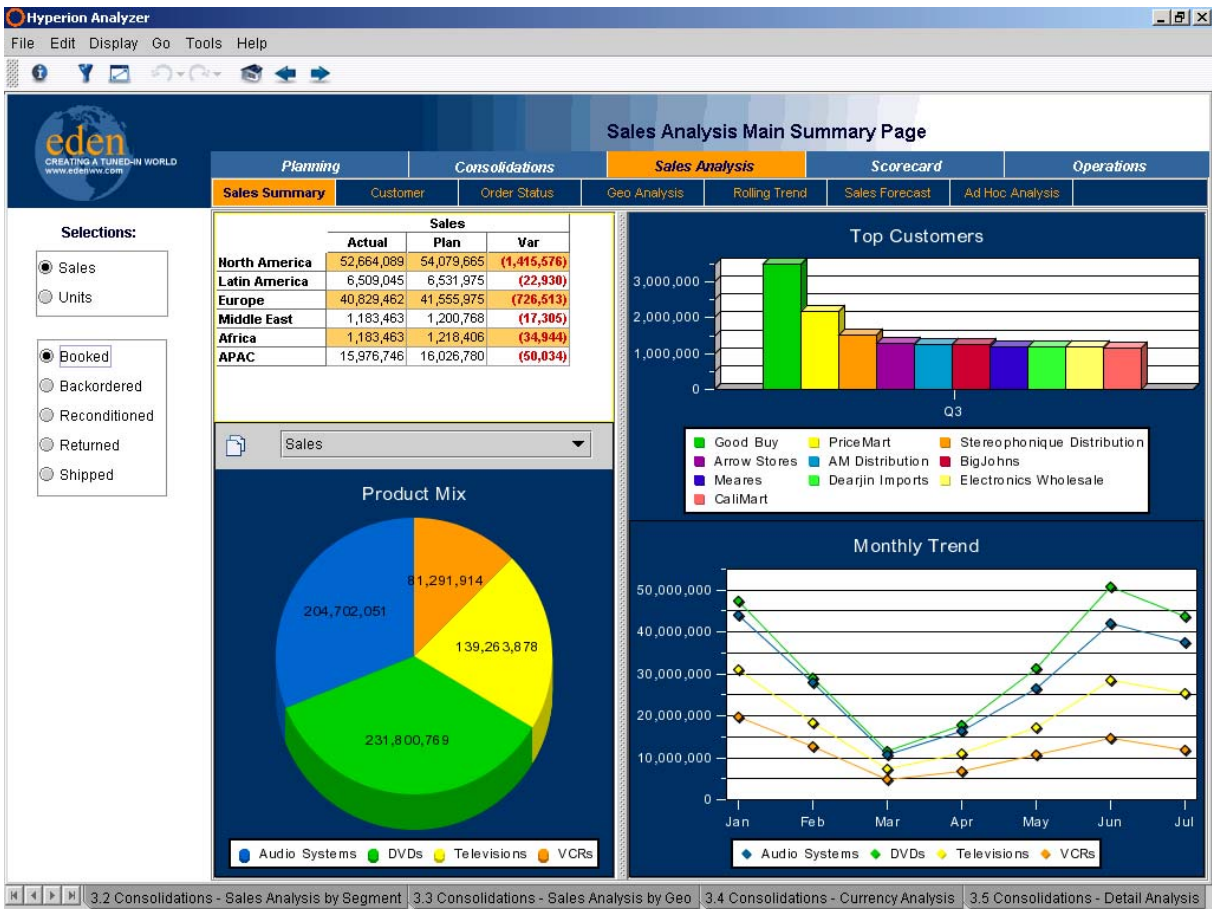 Hyperion Analyzer
File Edit Display Go Tools Help
eden
CREATING A TUNED-IN WORLD
www.edenww.com
Sales Analysis Main Summary Page
Planning Consolidations Sales Analysis Scorecard Operations
Sales Summary Customer Order Status Geo Analysis Rolling Trend Sales Forecast Ad Hoc Analysis
Selections:
Sales
Units
Booked
Backordered
Reconditioned
Returned
Shipped
Sales
Actual Plan Var
North America 52,664,089 54,079,665 (1,415,576)
Latin America 6,509,045 6,531,975 (22,930)
Europe 40,829,462 41,555,975 (726,513)
Middle East 1,183,463 1,200,768 (17,305)
Africa 1,183,463 1,218,406 (34,944)
APAC 15,976,746 16,026,780 (50,034)
Sales
Product Mix
81,291,914
204,702,051
139,263,878
231,800,769
Audio Systems DVDs Televisions VCRs
Top Customers
3,000,000
2,000,000
1,000,000
0
Q3
Good Buy PriceMart Stereophonique Distribution
Arrow Stores AM Distribution BigJohns
Meares Dearjin Imports Electronics Wholesale
CaliMart
Monthly Trend
50,000,000
40,000,000
30,000,000
20,000,000
10,000,000
0
Jan Feb Mar Apr May Jun Jul
Audio Systems DVDs Televisions VCRs
3.2 Consolidations - Sales Analysis by Segment 3.3 Consolidations - Sales Analysis by Geo 3.4 Consolidations - Currency Analysis 3.5 Consolidations - Detail Analysis